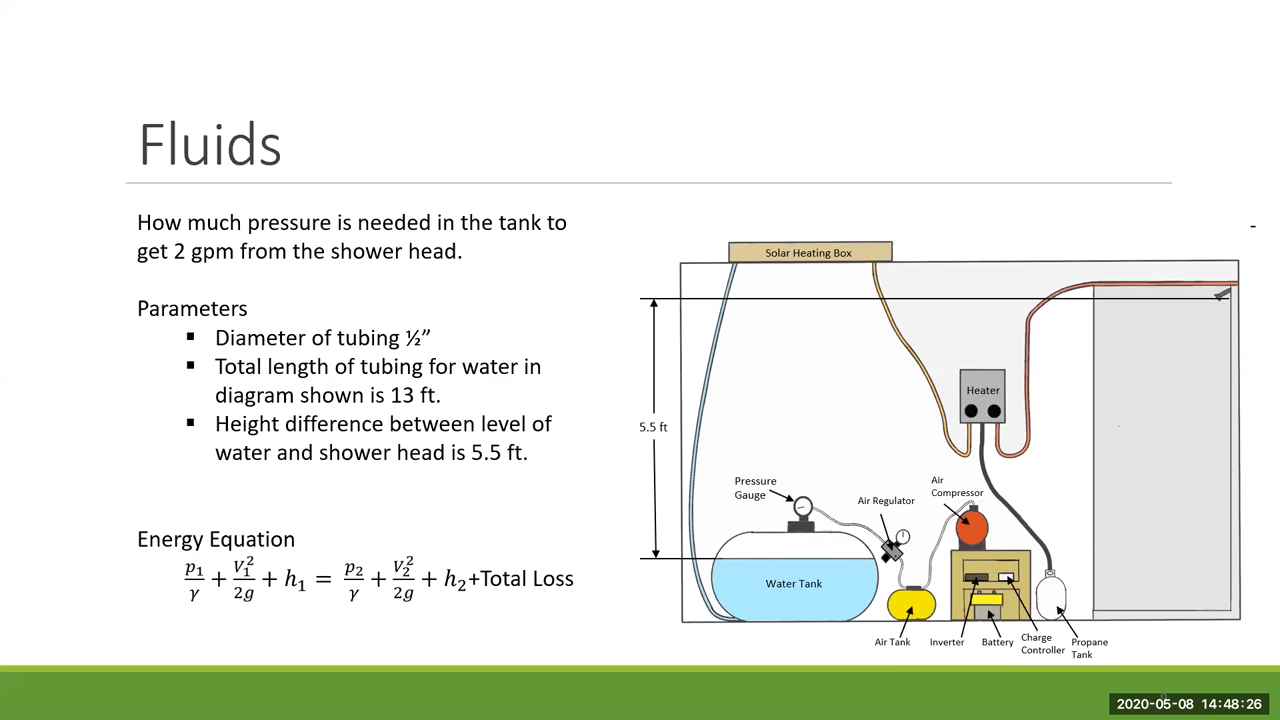 Fluids
How much pressure is needed in the tank to
get 2 gpm from the shower head.
Parameters
▪ Diameter of tubing ½”
▪ Total length of tubing for water in
diagram shown is 13 ft.
▪ Height difference between level of
water and shower head is 5.5 ft.
Energy Equation
p₁/γ + V₁²/2g + h₁ = p₂/γ + V₂²/2g + h₂+Total Loss
Solar Heating Box
Heater
5.5 ft
Pressure
Gauge
Air Regulator
Air
Compressor
Water Tank
Air Tank
Inverter
Battery
Charge
Controller
Propane
Tank
9
2020-05-08 14:48:26